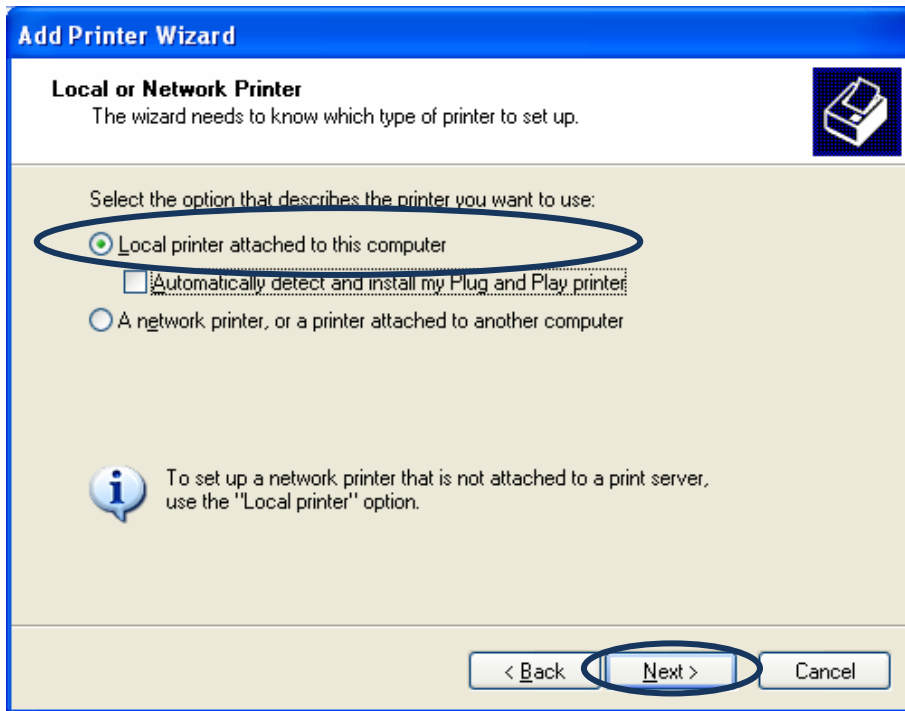 Add Printer Wizard
Local or Network Printer
The wizard needs to know which type of printer to set up.
Select the option that describes the printer you want to use:
Local printer attached to this computer
Automatically detect and install my Plug and Play printer
A network printer, or a printer attached to another computer
To set up a network printer that is not attached to a print server,
use the "Local printer" option.
< Back Next > Cancel